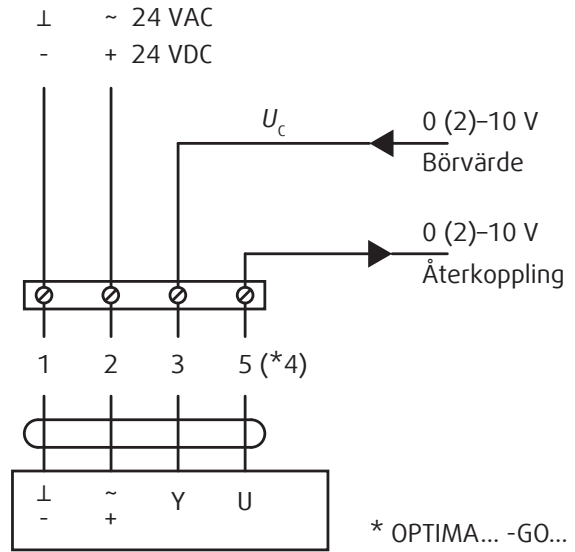 ⊥ ~ 24 VAC
- + 24 VDC
U_c
0 (2)–10 V
Börvärde
0 (2)–10 V
Återkoppling
1 2 3 5 (*4)
⊥ ~ Y U
- +
* OPTIMA... -GO...